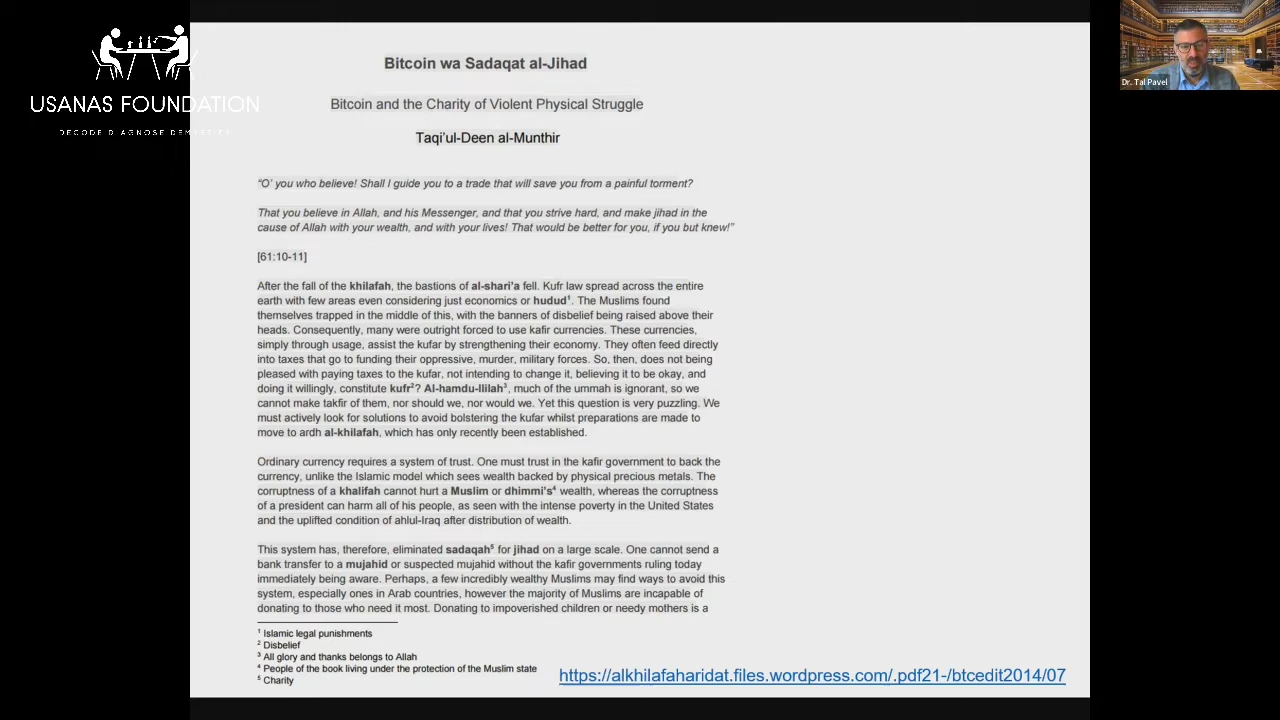 USANAS FOUNDATION
Dr. Tal Pavel
Bitcoin wa Sadaqat al-Jihad
Bitcoin and the Charity of Violent Physical Struggle
Taqi'ul-Deen al-Munthir
"O' you who believe! Shall I guide you to a trade that will save you from a painful torment?
That you believe in Allah, and his Messenger, and that you strive hard, and make jihad in the
cause of Allah with your wealth, and with your lives! That would be better for you, if you but knew!"
[61:10-11]
After the fall of the khilafah, the bastions of al-shari'a fell. Kufr law spread across the entire
earth with few areas even considering just economics or hudud¹. The Muslims found
themselves trapped in the middle of this, with the banners of disbelief being raised above their
heads. Consequently, many were outright forced to use kafir currencies. These currencies,
simply through usage, assist the kufar by strengthening their economy. They often feed directly
into taxes that go to funding their oppressive, murder, military forces. So, then, does not being
pleased with paying taxes to the kufar, not intending to change it, believing it to be okay, and
doing it willingly, constitute kufr²? Al-hamdu-llilah³, much of the ummah is ignorant, so we
cannot make takfir of them, nor should we, nor would we. Yet this question is very puzzling. We
must actively look for solutions to avoid bolstering the kufar whilst preparations are made to
move to ardh al-khilafah, which has only recently been established.
Ordinary currency requires a system of trust. One must trust in the kafir government to back the
currency, unlike the Islamic model which sees wealth backed by physical precious metals. The
corruptness of a khalifah cannot hurt a Muslim or dhimmi's⁴ wealth, whereas the corruptness
of a president can harm all of his people, as seen with the intense poverty in the United States
and the uplifted condition of ahlul-Iraq after distribution of wealth.
This system has, therefore, eliminated sadaqah⁵ for jihad on a large scale. One cannot send a
bank transfer to a mujahid or suspected mujahid without the kafir governments ruling today
immediately being aware. Perhaps, a few incredibly wealthy Muslims may find ways to avoid this
system, especially ones in Arab countries, however the majority of Muslims are incapable of
donating to those who need it most. Donating to impoverished children or needy mothers is a
¹ Islamic legal punishments
² Disbelief
³ All glory and thanks belongs to Allah
⁴ People of the book living under the protection of the Muslim state
⁵ Charity
https://alkhilafaharidat.files.wordpress.com/.pdf21-/btcedit2014/07